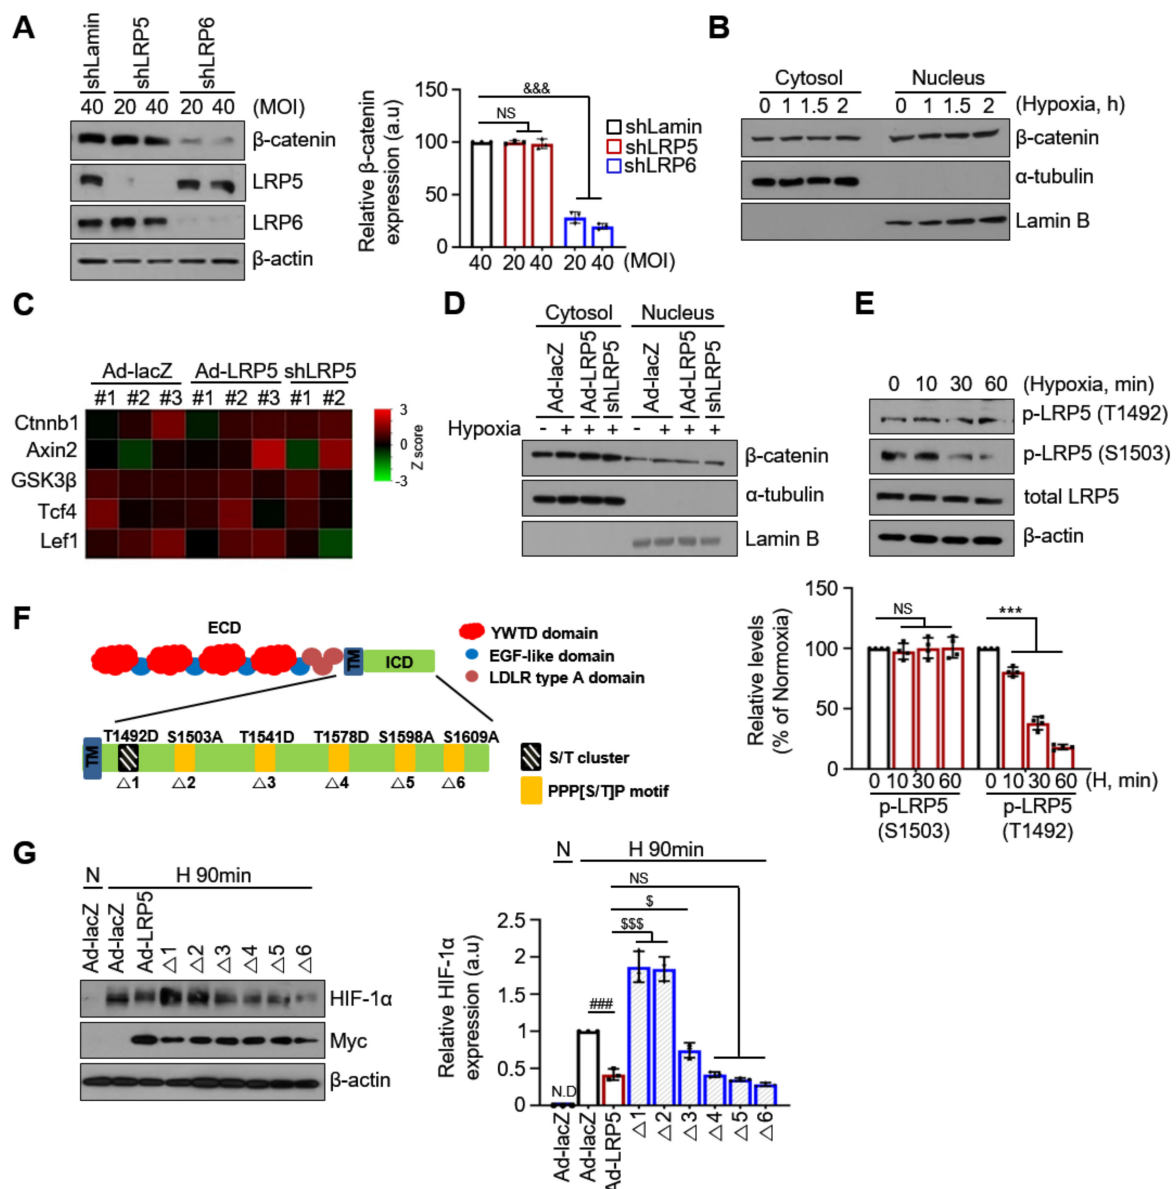 A
shLamin
shLRP5
shLRP6
40 20 40 20 40 (MOI)
β-catenin
LRP5
LRP6
β-actin
Relative β-catenin
expression (a.u)
150
100
50
0
&&&
NS
shLamin
shLRP5
shLRP6
40 20 40 20 40 (MOI)
B
Cytosol Nucleus
0 1 1.5 2 0 1 1.5 2 (Hypoxia, h)
β-catenin
α-tubulin
Lamin B
C
Ad-lacZ Ad-LRP5 shLRP5
#1 #2 #3 #1 #2 #3 #1 #2
Ctnnb1
Axin2
GSK3β
Tcf4
Lef1
3
0
-3
Z score
D
Cytosol Nucleus
Ad-lacZ
Ad-LRP5
shLRP5
Ad-lacZ
Ad-LRP5
shLRP5
Hypoxia - + + + - + + +
β-catenin
α-tubulin
Lamin B
E
0 10 30 60 (Hypoxia, min)
p-LRP5 (T1492)
p-LRP5 (S1503)
total LRP5
β-actin
Relative levels
(% of Normoxia)
150
100
50
0
NS
***
0 10 30 60 0 10 30 60 (H, min)
p-LRP5 p-LRP5
(S1503) (T1492)
F
ECD
TM
ICD
YWTD domain
EGF-like domain
LDLR type A domain
T1492D S1503A T1541D T1578D S1598A S1609A
TM
△1 △2 △3 △4 △5 △6
S/T cluster
PPP[S/T]P motif
G
N H 90min
Ad-lacZ
Ad-lacZ
Ad-LRP5
△1
△2
△3
△4
△5
△6
HIF-1α
Myc
β-actin
N H 90min
NS
$
$$$
###
N.D
Relative HIF-1α
expression (a.u)
2.5
2
1.5
1
0.5
0
Ad-lacZ
Ad-lacZ
Ad-LRP5
△1
△2
△3
△4
△5
△6